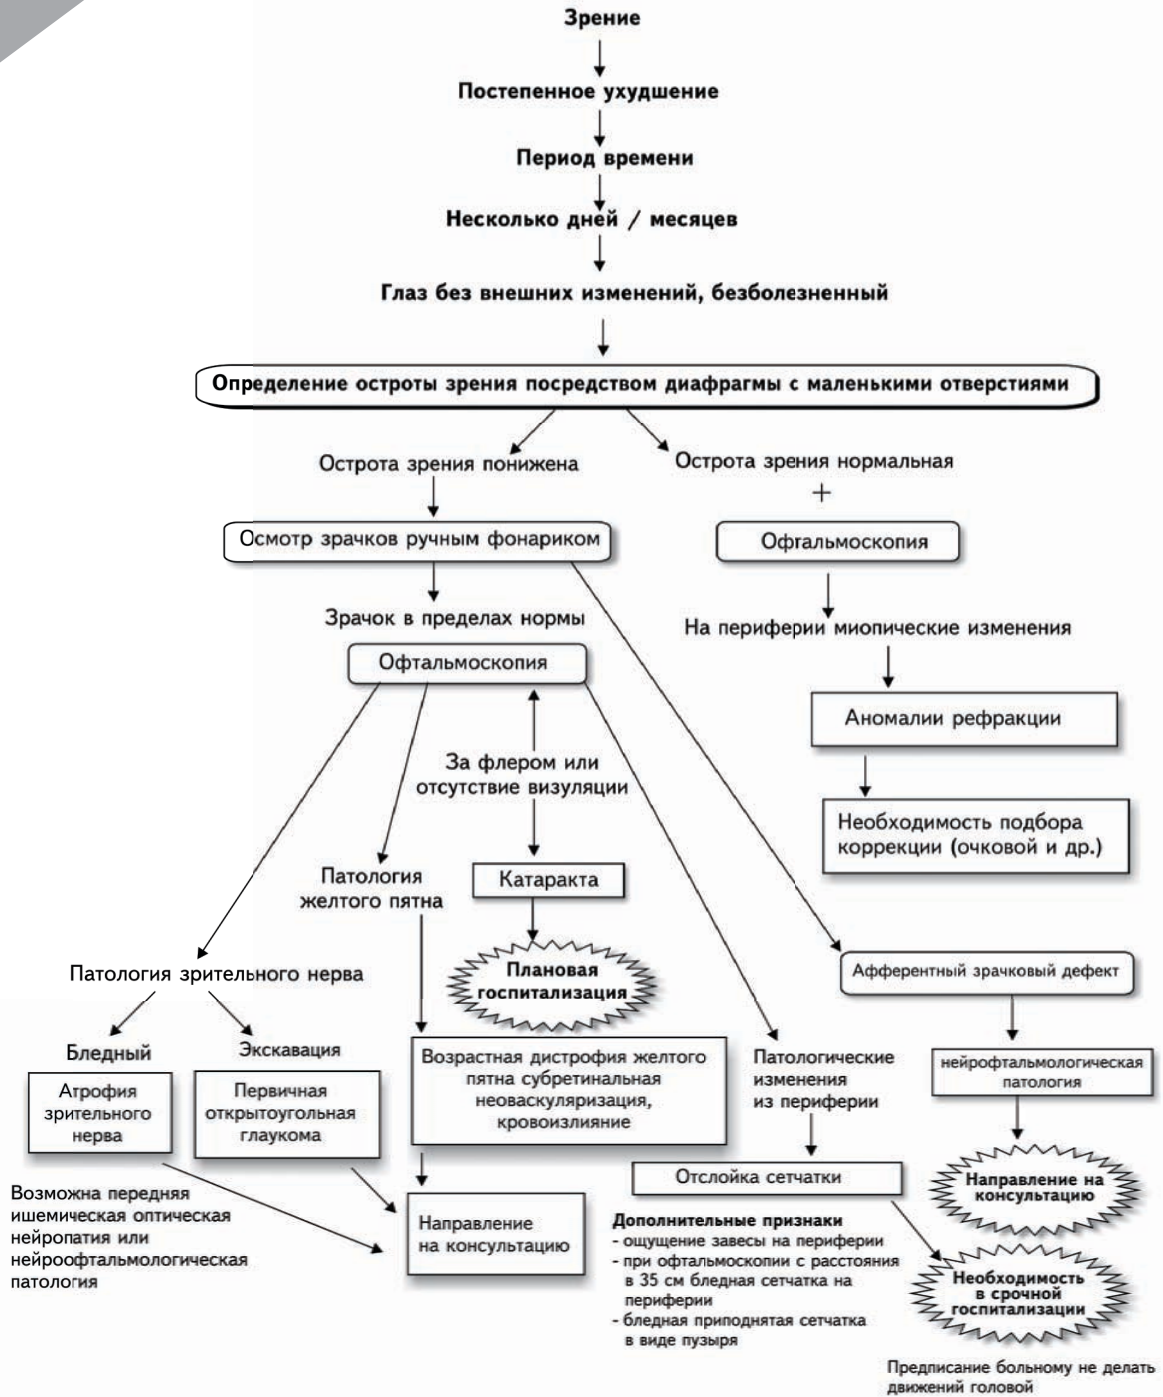 Зрение
Постепенное ухудшение
Период времени
Несколько дней / месяцев
Глаз без внешних изменений, безболезненный
Определение остроты зрения посредством диафрагмы с маленькими отверстиями
Острота зрения понижена
Острота зрения нормальная
+
Осмотр зрачков ручным фонариком
Офтальмоскопия
Зрачок в пределах нормы
На периферии миопические изменения
Офтальмоскопия
Аномалии рефракции
За флером или
отсутствие визуляции
Необходимость подбора
коррекции (очковой и др.)
Патология
желтого пятна
Катаракта
Плановая
госпитализация
Патология зрительного нерва
Афферентный зрачковый дефект
Бледный
Экскавация
Атрофия
зрительного
нерва
Первичная
открытоугольная
глаукома
Возрастная дистрофия желтого
пятна субретинальная
неоваскуляризация,
кровоизлияние
Патологические
изменения
из периферии
нейрофтальмологическая
патология
Отслойка сетчатки
Направление на
консультацию
Возможна передняя
ишемическая оптическая
нейропатия или
нейроофтальмологическая
патология
Направление
на консультацию
Дополнительные признаки
- ощущение завесы на периферии
- при офтальмоскопии с расстояния
в 35 см бледная сетчатка на
периферии
- бледная приподнятая сетчатка
в виде пузыря
Необходимость
в срочной
госпитализации
Предписание больному не делать
движений головой